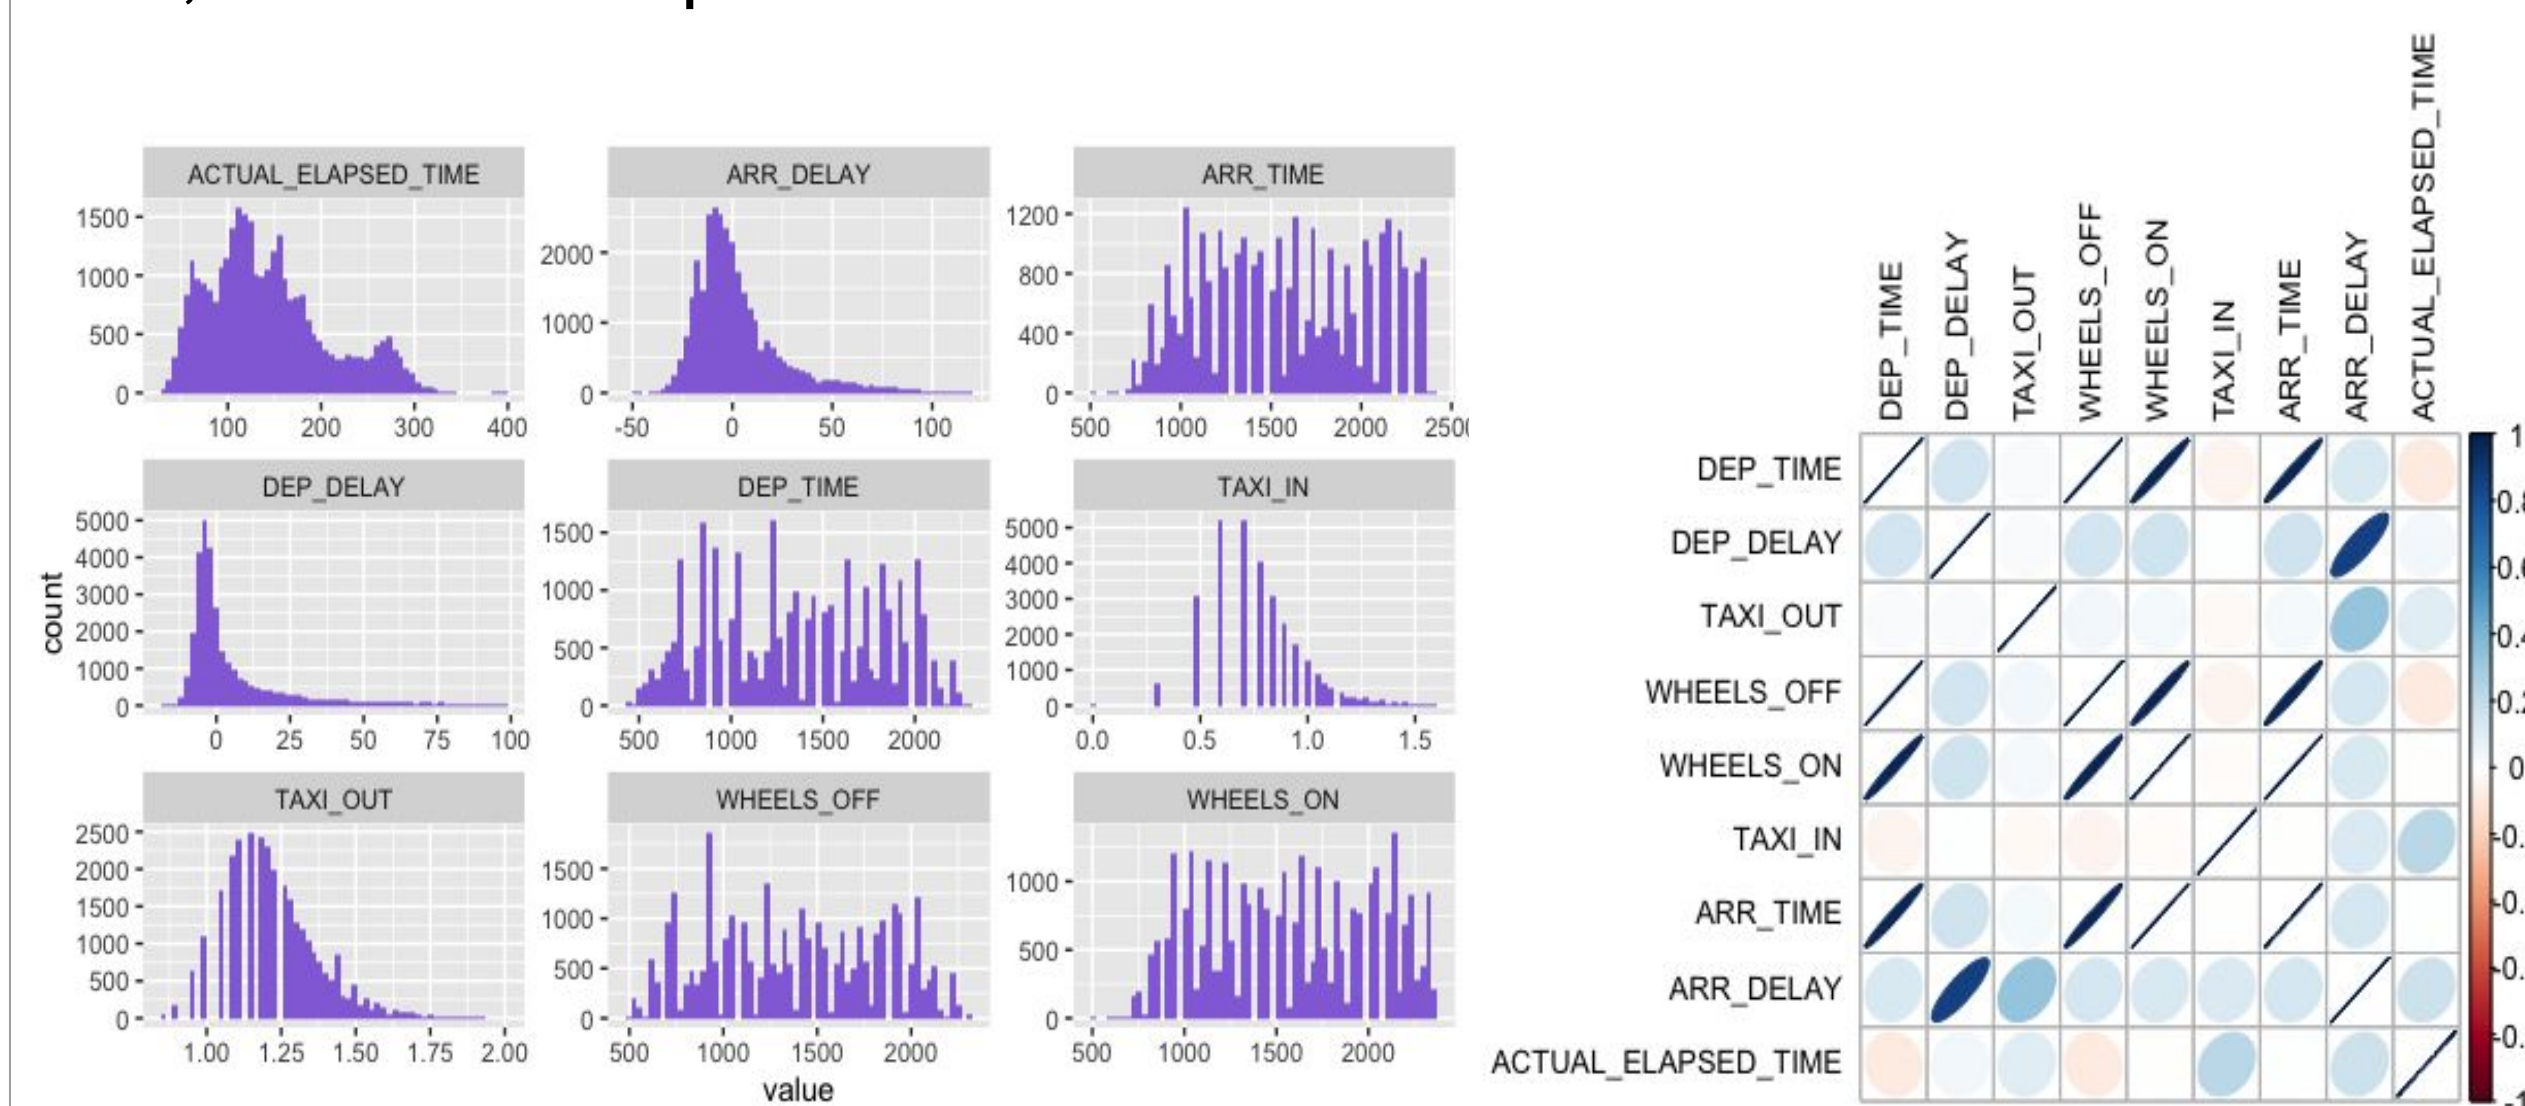 ACTUAL_ELAPSED_TIME
ARR_DELAY
ARR_TIME
1500
1000
500
0
100
200
300
400
2000
1000
0
-50
0
50
100
1200
800
400
0
500
1000
1500
2000
DEP_DELAY
DEP_TIME
TAXI_IN
5000
4000
3000
2000
1000
0
0
25
50
75
100
1500
1000
500
0
500
1000
1500
2000
5000
4000
3000
2000
1000
0
0.0
0.5
1.0
1.5
TAXI_OUT
WHEELS_OFF
WHEELS_ON
2500
2000
1500
1000
500
0
1.00
1.25
1.50
1.75
2.00
1500
1000
500
0
500
1000
1500
2000
1000
500
0
500
1000
1500
2000
count
value
DEP_TIME
DEP_DELAY
TAXI_OUT
WHEELS_OFF
WHEELS_ON
TAXI_IN
ARR_TIME
ARR_DELAY
ACTUAL_ELAPSED_TIME
DEP_TIME
DEP_DELAY
TAXI_OUT
WHEELS_OFF
WHEELS_ON
TAXI_IN
ARR_TIME
ARR_DELAY
ACTUAL_ELAPSED_TIME
1
0